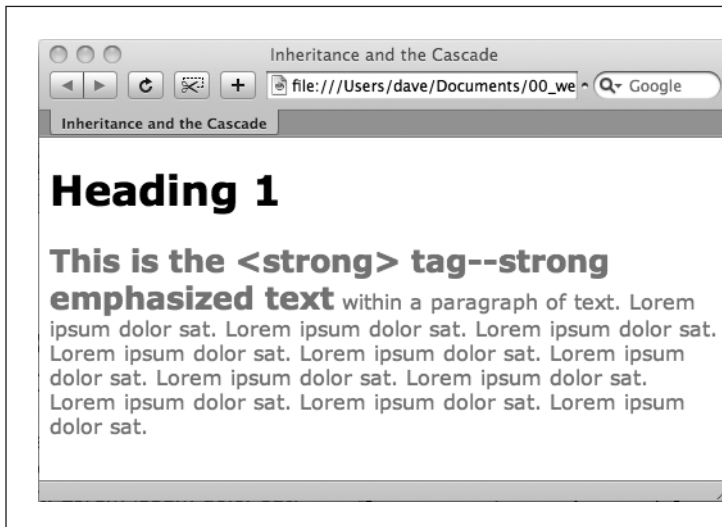 Inheritance and the Cascade
file:///Users/dave/Documents/00_we
Google
Inheritance and the Cascade
Heading 1
This is the <strong> tag--strong
emphasized text within a paragraph of text. Lorem
ipsum dolor sat. Lorem ipsum dolor sat. Lorem ipsum dolor sat.
Lorem ipsum dolor sat. Lorem ipsum dolor sat. Lorem ipsum
dolor sat. Lorem ipsum dolor sat. Lorem ipsum dolor sat.
Lorem ipsum dolor sat. Lorem ipsum dolor sat. Lorem ipsum
dolor sat.